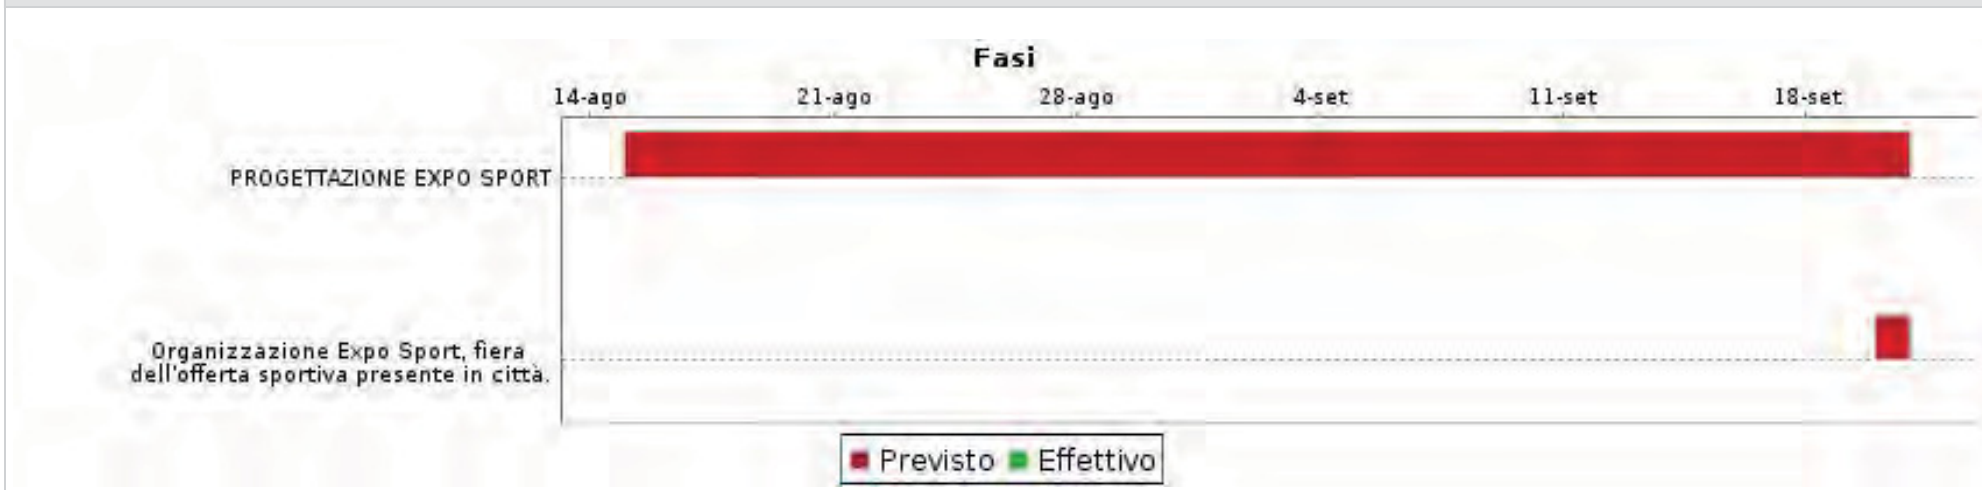 Fasi
14-ago 21-ago 28-ago 4-set 11-set 18-set
PROGETTAZIONE EXPO SPORT
Organizzazione Expo Sport, fiera
dell'offerta sportiva presente in città.
Previsto Effettivo